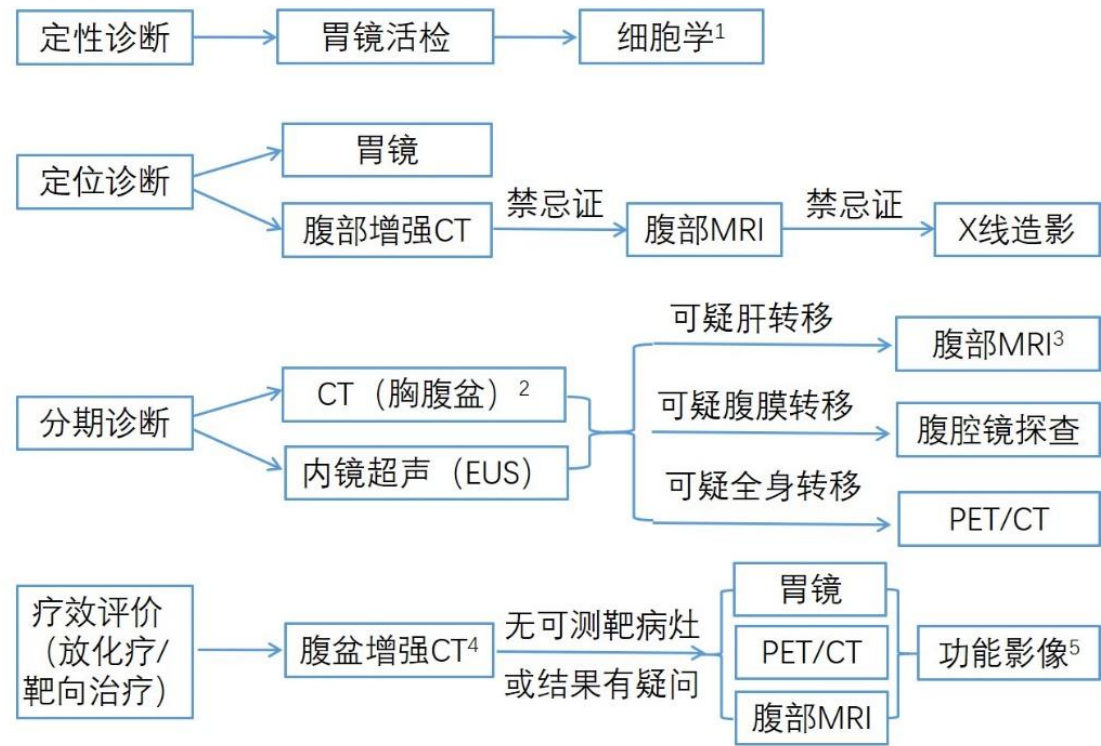 定性诊断
胃镜活检
细胞学1
定位诊断
胃镜
腹部增强CT
禁忌证
腹部MRI
禁忌证
X线造影
分期诊断
CT（胸腹盆）2
内镜超声（EUS）
可疑肝转移
腹部MRI3
可疑腹膜转移
腹腔镜探查
可疑全身转移
PET/CT
疗效评价
（放化疗/
靶向治疗）
腹盆增强CT4
无可测靶病灶
或结果有疑问
胃镜
PET/CT
腹部MRI
功能影像5